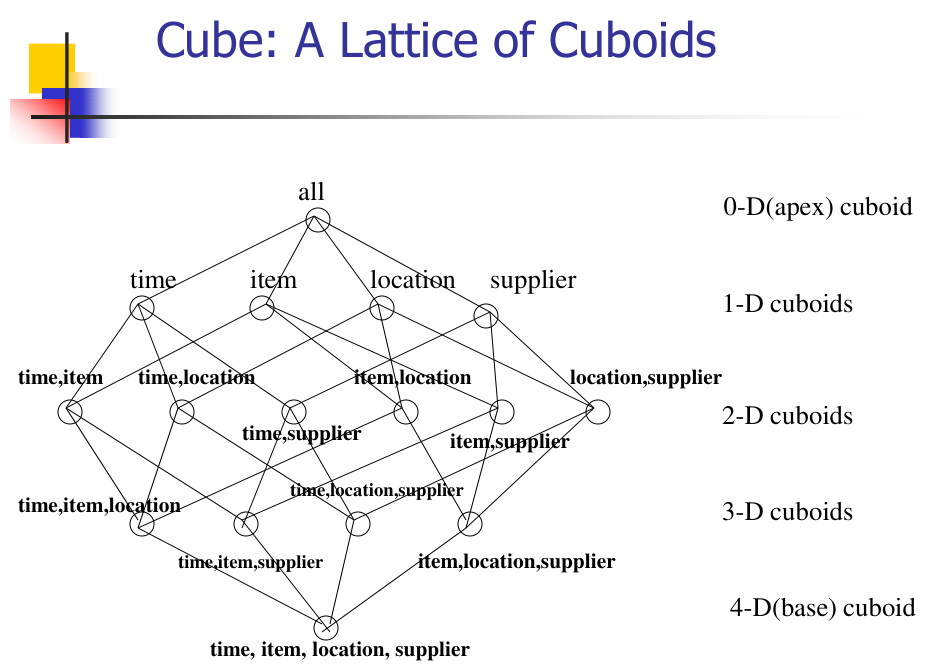 Cube: A Lattice of Cuboids
all
0-D(apex) cuboid
time item location supplier
1-D cuboids
time,item time,location item,location location,supplier
2-D cuboids
time,supplier item,supplier
time,location,supplier
time,item,location
3-D cuboids
time,item,supplier item,location,supplier
4-D(base) cuboid
time, item, location, supplier